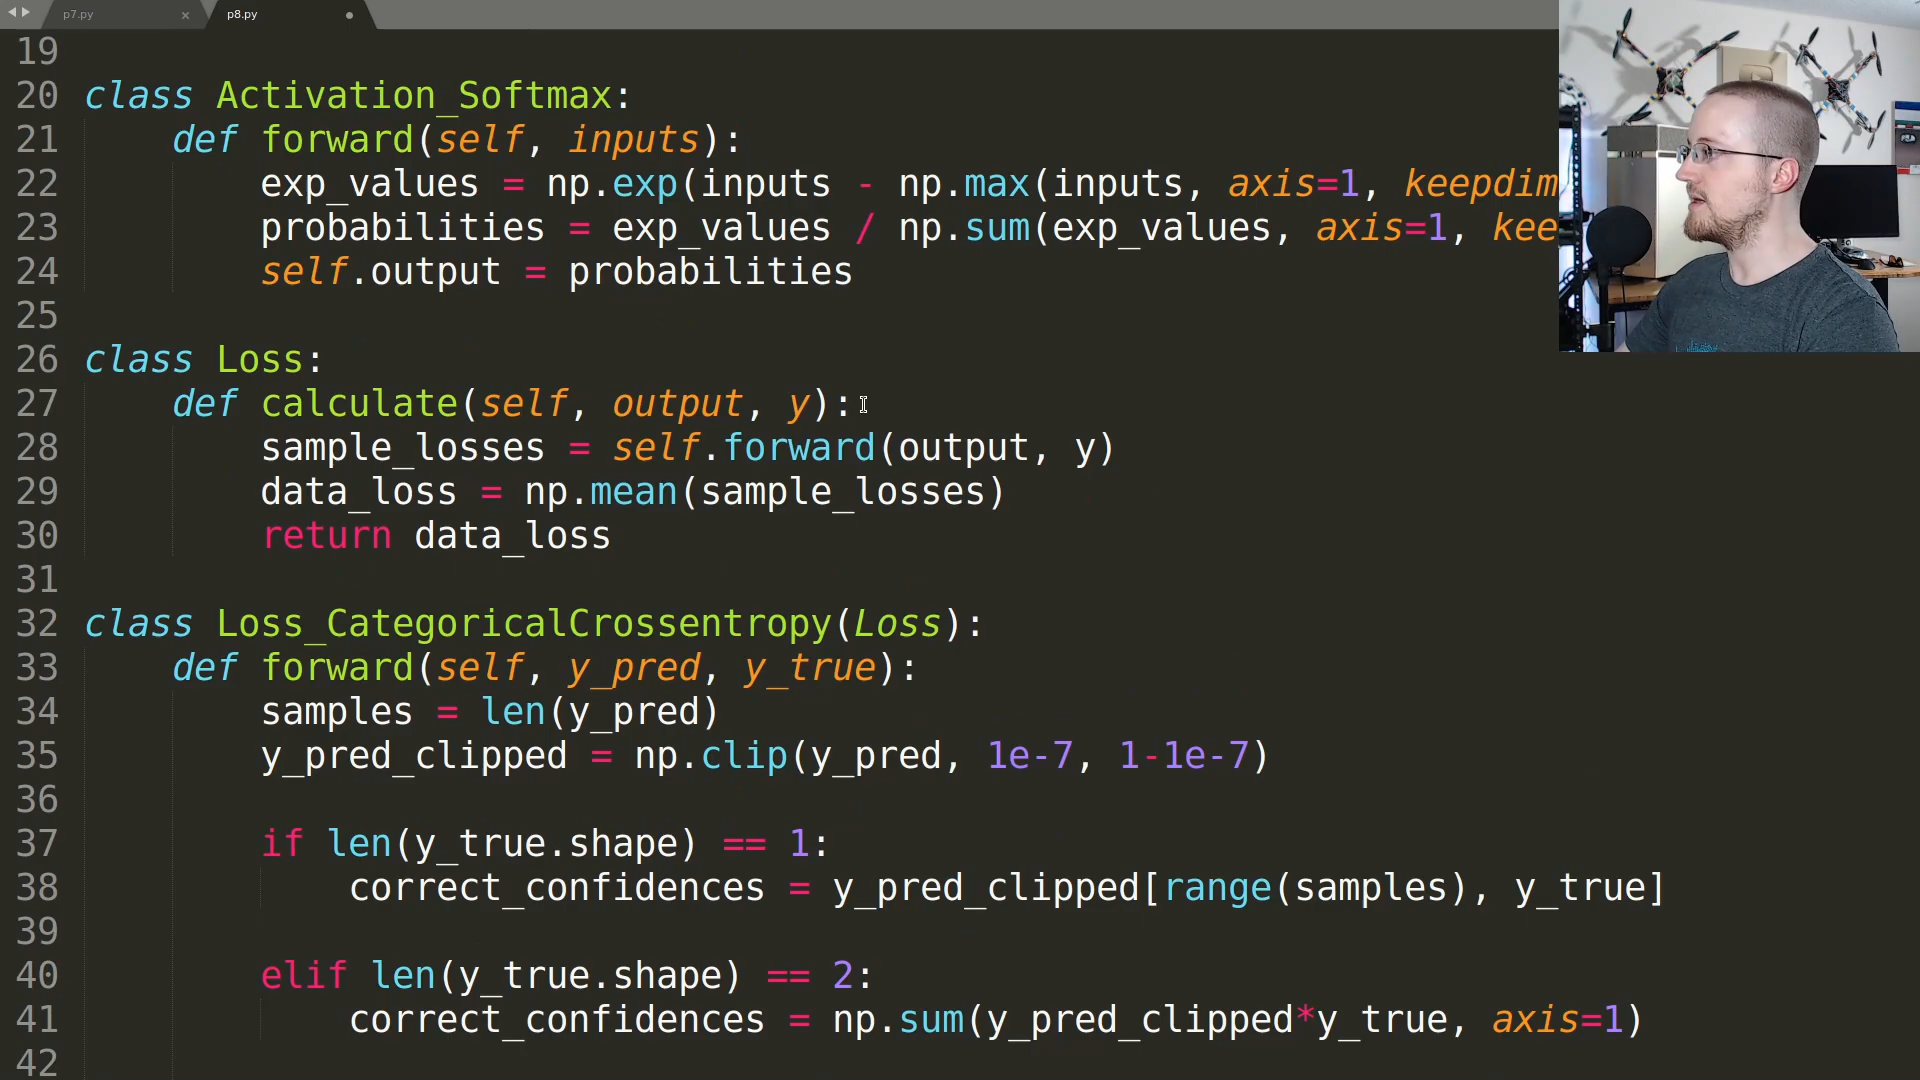 p7.py × p8.py
19
20 class Activation_Softmax:
21 def forward(self, inputs):
22 exp_values = np.exp(inputs - np.max(inputs, axis=1, keepdim
23 probabilities = exp_values / np.sum(exp_values, axis=1, kee
24 self.output = probabilities
25
26 class Loss:
27 def calculate(self, output, y):
28 sample_losses = self.forward(output, y)
29 data_loss = np.mean(sample_losses)
30 return data_loss
31
32 class Loss_CategoricalCrossentropy(Loss):
33 def forward(self, y_pred, y_true):
34 samples = len(y_pred)
35 y_pred_clipped = np.clip(y_pred, 1e-7, 1-1e-7)
36
37 if len(y_true.shape) == 1:
38 correct_confidences = y_pred_clipped[range(samples), y_true]
39
40 elif len(y_true.shape) == 2:
41 correct_confidences = np.sum(y_pred_clipped*y_true, axis=1)
42